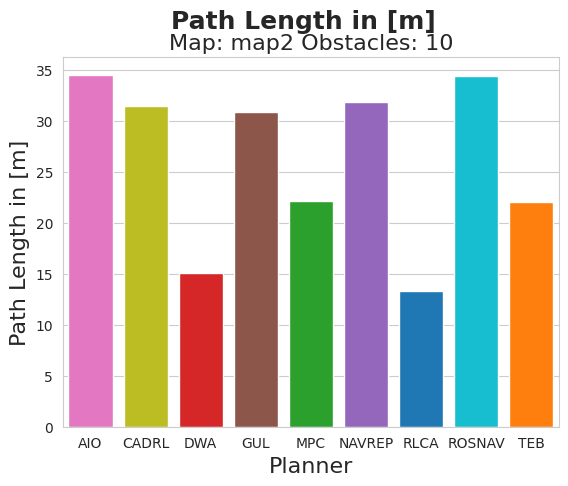 Path Length in [m]
Map: map2 Obstacles: 10
Path Length in [m]
35
30
25
20
15
10
5
0
AIO CADRL DWA GUL MPC NAVREP RLCA ROSNAV TEB
Planner